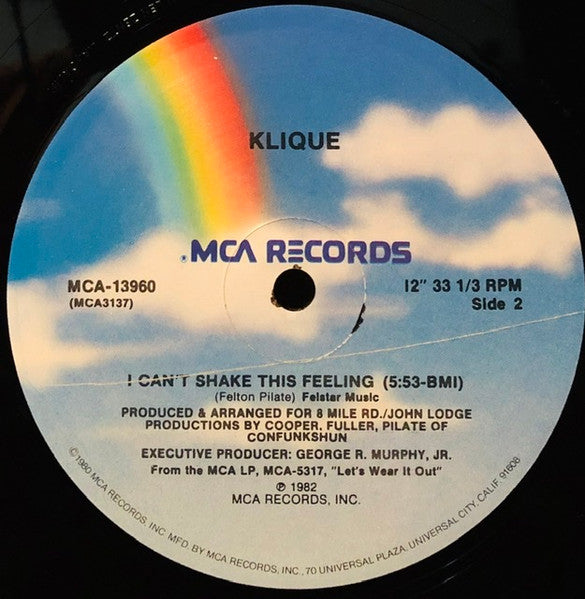 KLIQUE
®MCA RECORDS
MCA-13960
(MCA3137)
12" 33 1/3 RPM
Side 2
I CAN'T SHAKE THIS FEELING (5:53-BMI)
(Felton Pilate) Felstar Music
PRODUCED & ARRANGED FOR 8 MILE RD./JOHN LODGE
PRODUCTIONS BY COOPER. FULLER, PILATE OF
CONFUNKSHUN
EXECUTIVE PRODUCER: GEORGE R. MURPHY, JR.
From the MCA LP, MCA-5317, "Let's Wear It Out"
℗ 1982
MCA RECORDS, INC.
©1980 MCA RECORDS, INC. MFD. BY MCA RECORDS, INC., 70 UNIVERSAL PLAZA, UNIVERSAL CITY, CALIF. 91608